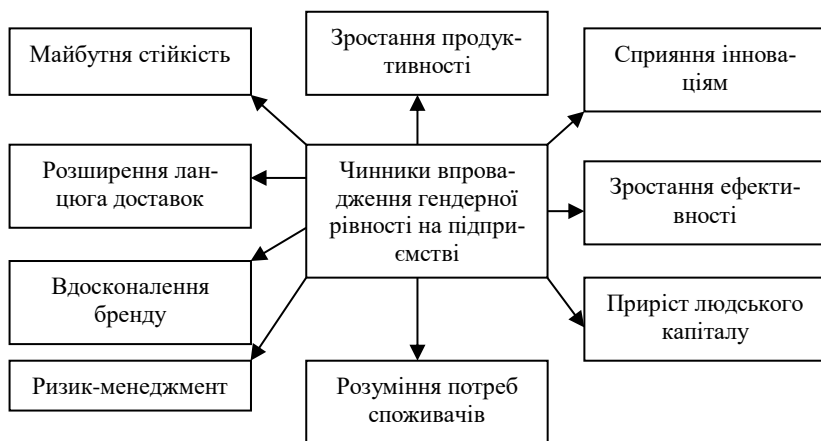 Майбутня стійкість
Зростання продук-
тивності
Сприяння іннова-
ціям
Розширення лан-
цюга доставок
Чинники впрова-
дження гендерної
рівності на підпри-
ємстві
Зростання ефекти-
вності
Вдосконалення
бренду
Приріст людського
капіталу
Ризик-менеджмент
Розуміння потреб
споживачів